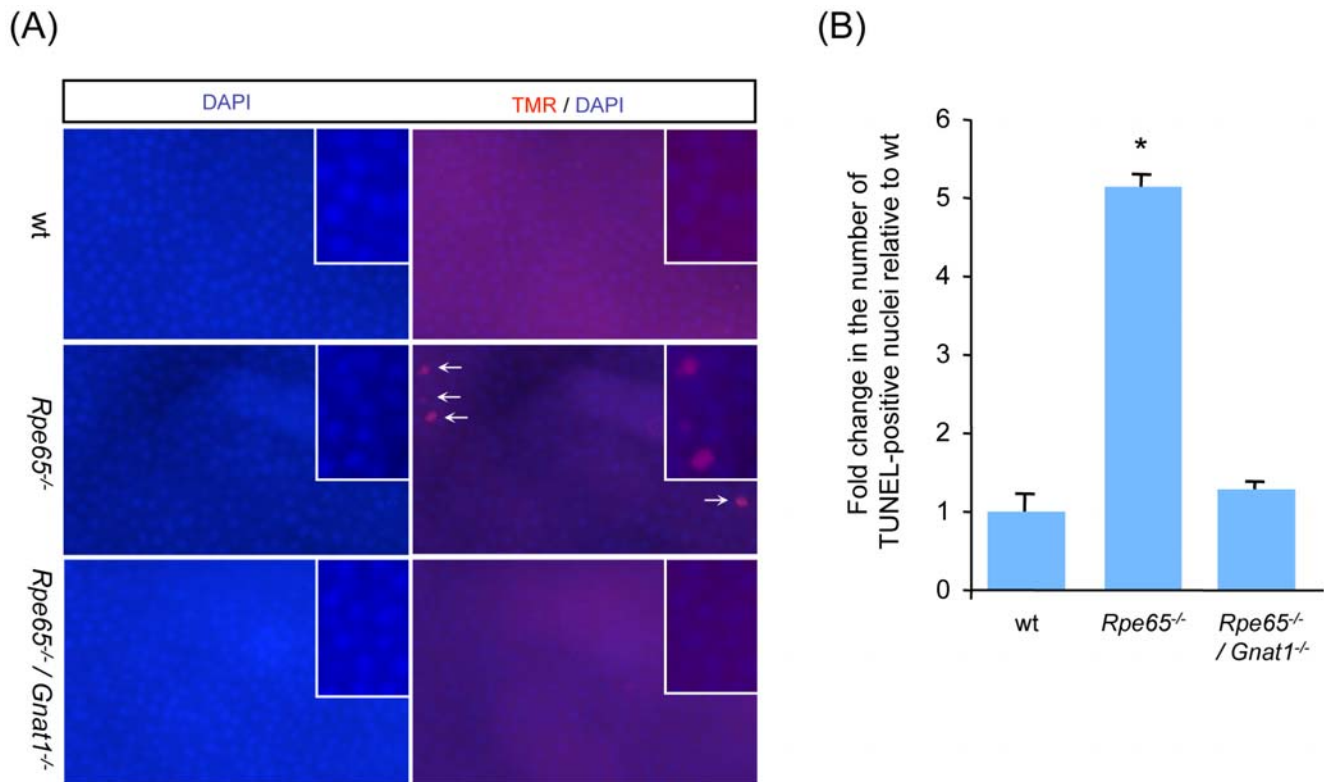 (A)
DAPI
TMR / DAPI
wt
Rpe65-/-
Rpe65-/- / Gnat1-/-
(B)
Fold change in the number of
TUNEL-positive nuclei relative to wt
6
5
4
3
2
1
0
*
wt
Rpe65-/-
Rpe65-/-
/ Gnat1-/-